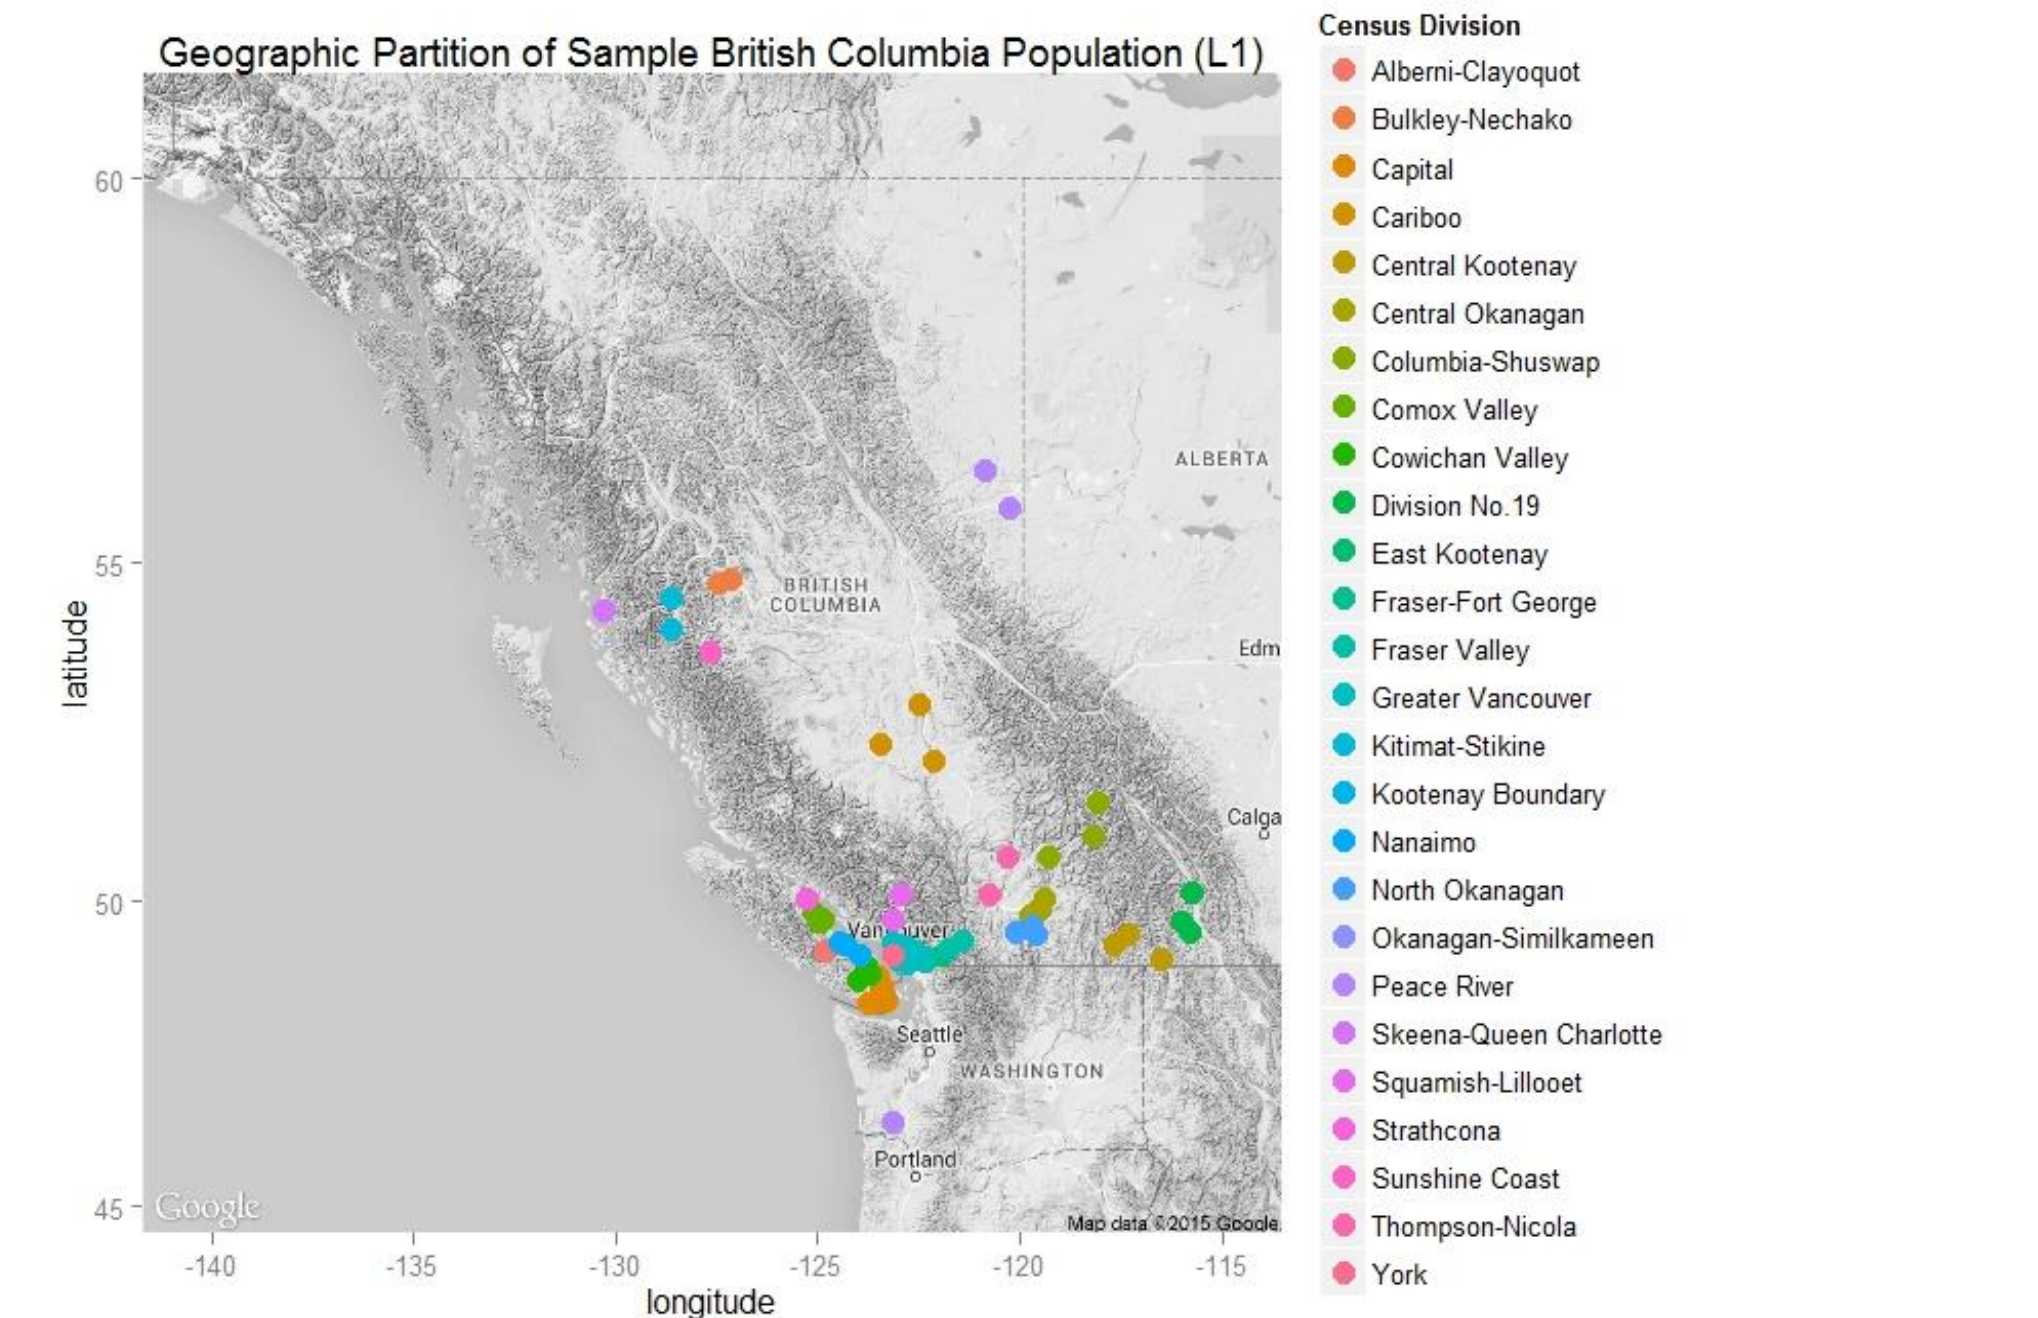 Geographic Partition of Sample British Columbia Population (L1)
Census Division
Alberni-Clayoquot
Bulkley-Nechako
Capital
Cariboo
Central Kootenay
Central Okanagan
Columbia-Shuswap
Comox Valley
Cowichan Valley
Division No.19
East Kootenay
Fraser-Fort George
Fraser Valley
Greater Vancouver
Kitimat-Stikine
Kootenay Boundary
Nanaimo
North Okanagan
Okanagan-Similkameen
Peace River
Skeena-Queen Charlotte
Squamish-Lillooet
Strathcona
Sunshine Coast
Thompson-Nicola
York
60
55
50
45
latitude
ALBERTA
BRITISH
COLUMBIA
Edm
Calga
Vancouver
Seattle
WASHINGTON
Portland
Google
Map data ©2015 Google
-140
-135
-130
-125
-120
-115
longitude